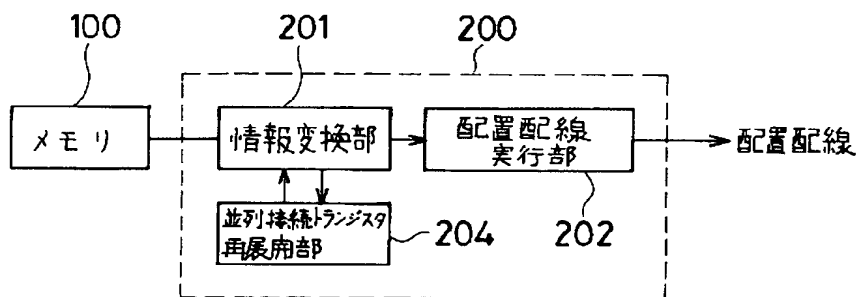 100
201
200
メモリ
情報変換部
配置配線
実行部
配置配線
並列接続トランジスタ
再展開部
204
202